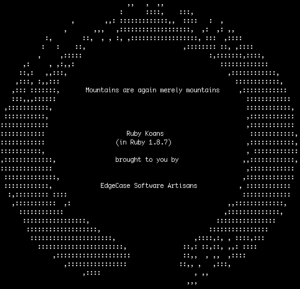 Mountains are again merely mountains
Ruby Koans
(in Ruby 1.8.7)
brought to you by
EdgeCase Software Artisans